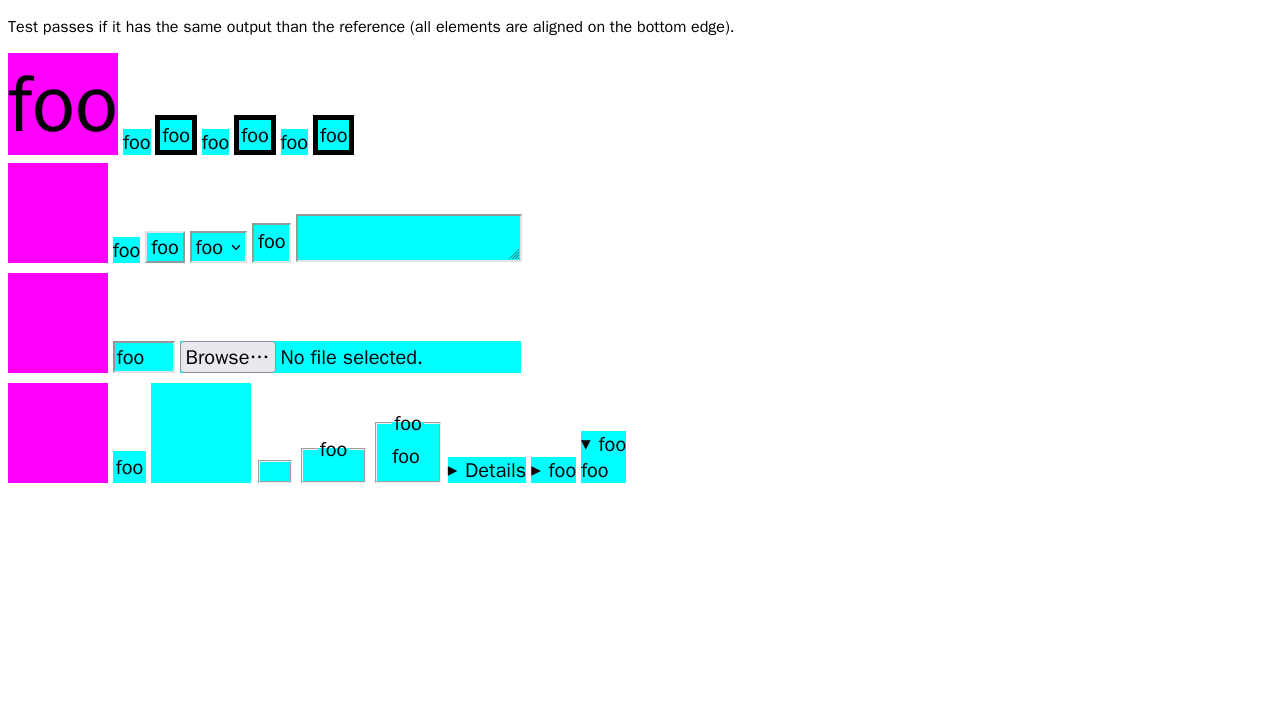 Test passes if it has the same output than the reference (all elements are aligned on the bottom edge).
foo foo foo foo foo foo foo
foo foo foo foo
foo Browse… No file selected.
foo foo foo foo Details foo foo foo